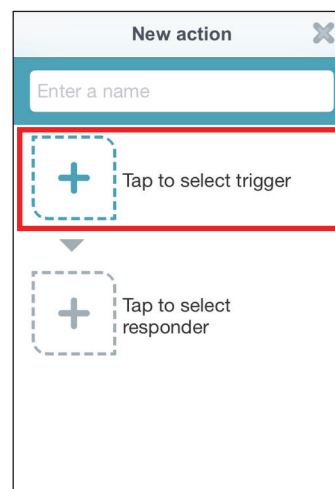 New action
Enter a name
Tap to select trigger
Tap to select
responder